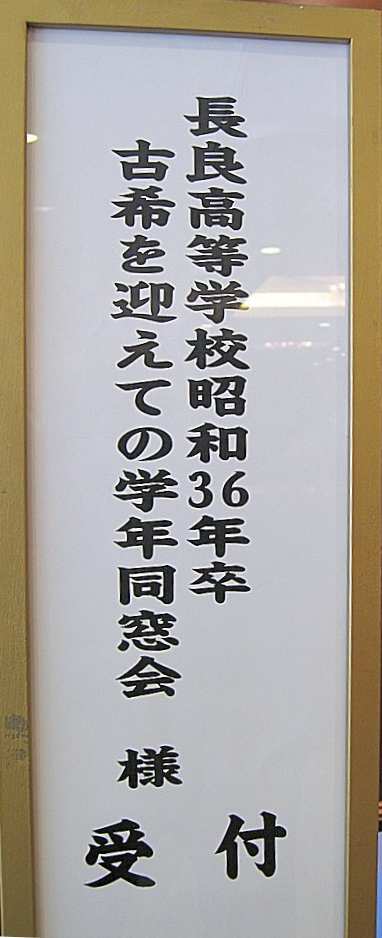 長良高等学校昭和36年卒
古希を迎えての学年同窓会　様
受付